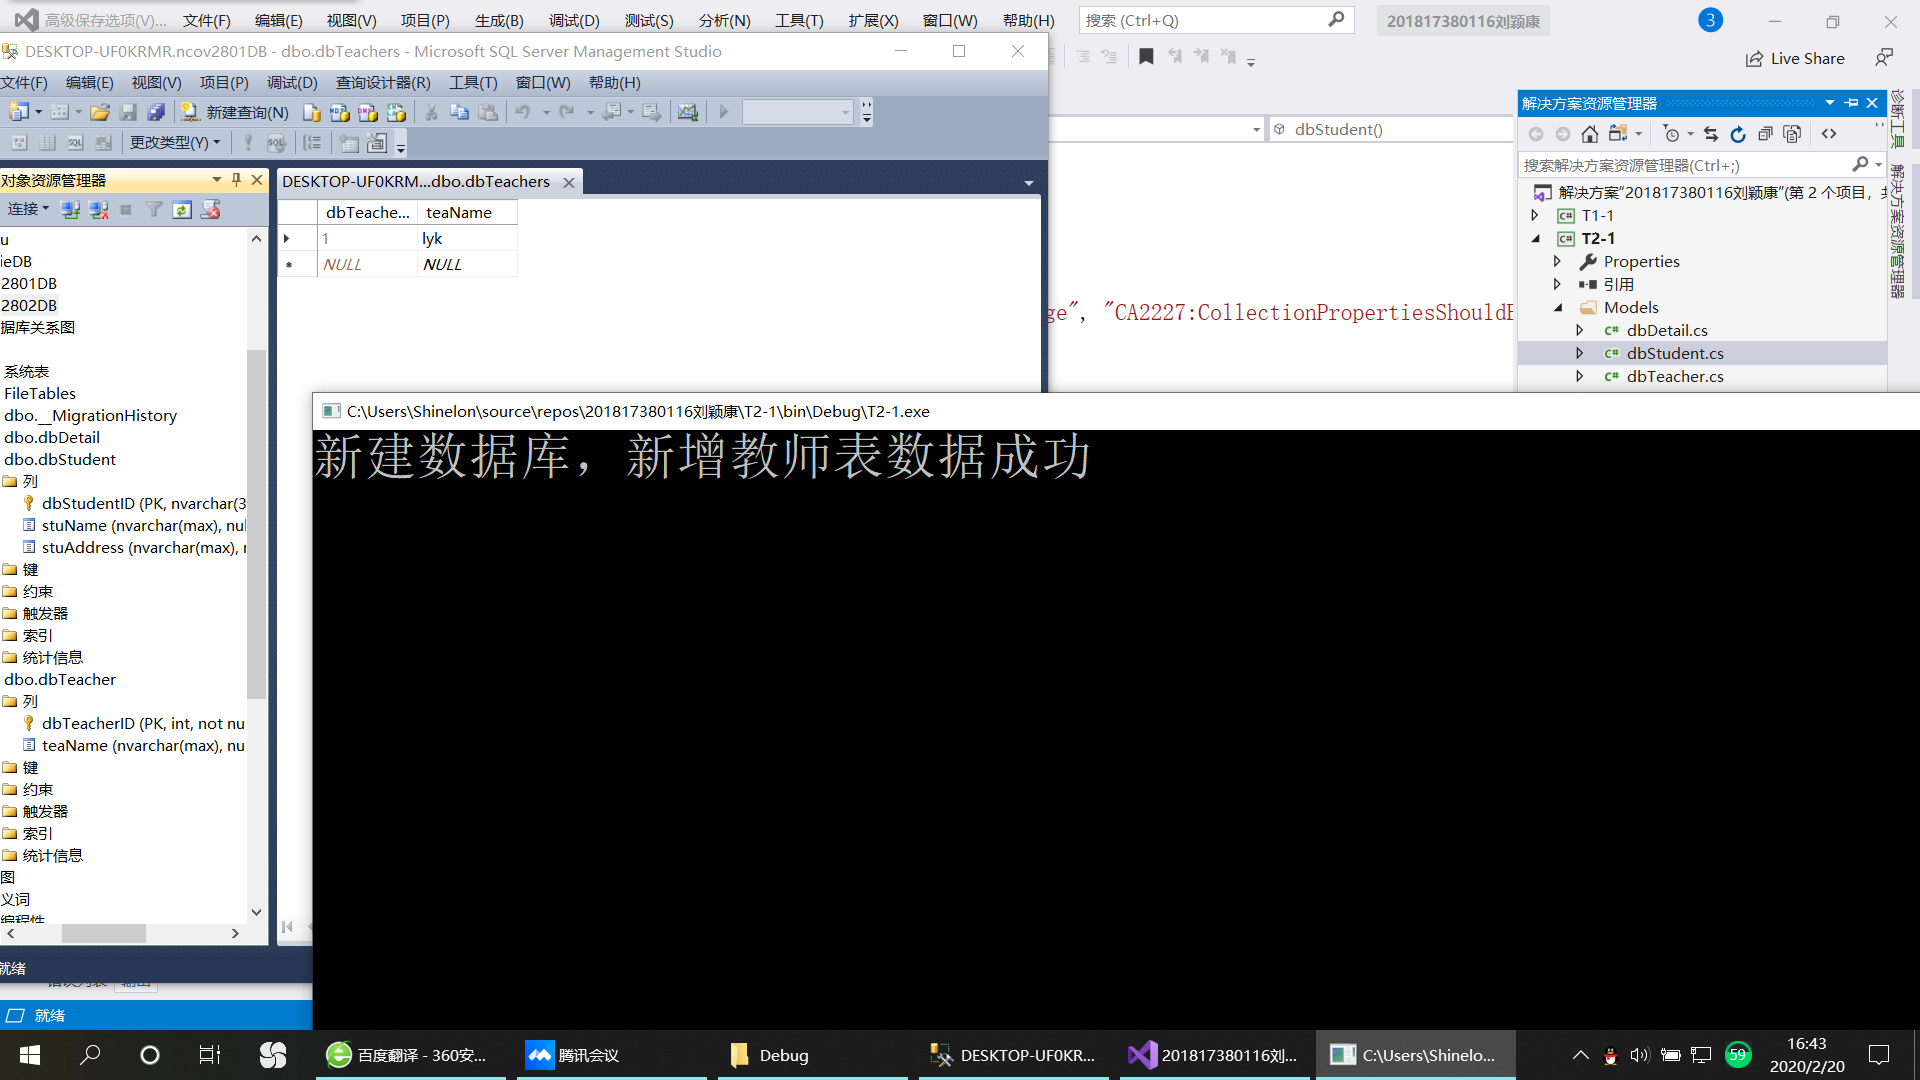 高级保存选项(V)... 文件(F) 编辑(E) 视图(V) 项目(P) 生成(B) 调试(D) 测试(S) 分析(N) 工具(T) 扩展(X) 窗口(W) 帮助(H) 搜索 (Ctrl+Q) 201817380116刘颖康 3
DESKTOP-UF0KRMR.ncov2801DB - dbo.dbTeachers - Microsoft SQL Server Management Studio
Live Share
文件(F) 编辑(E) 视图(V) 项目(P) 调试(D) 查询设计器(R) 工具(T) 窗口(W) 帮助(H)
新建查询(N)
更改类型(Y)
dbStudent()
对象资源管理器
连接
DESKTOP-UF0KRM...dbo.dbTeachers
dbTeache... teaName
1 lyk
NULL NULL
u
ieDB
2801DB
2802DB
据库关系图
系统表
FileTables
dbo.__MigrationHistory
dbo.dbDetail
dbo.dbStudent
列
dbStudentID (PK, nvarchar(3
stuName (nvarchar(max), nul
stuAddress (nvarchar(max), r
键
约束
触发器
索引
统计信息
dbo.dbTeacher
列
dbTeacherID (PK, int, not nu
teaName (nvarchar(max), nu
键
约束
触发器
索引
统计信息
图
义词
编程性
就绪
错误列表 输出
就绪
ge", "CA2227:CollectionPropertiesShouldB
解决方案资源管理器
搜索解决方案资源管理器(Ctrl+;)
解决方案"201817380116刘颖康"(第 2 个项目，共
T1-1
T2-1
Properties
引用
Models
dbDetail.cs
dbStudent.cs
dbTeacher.cs
诊断工具
解决方案资源管理器
C:\Users\Shinelon\source\repos\201817380116刘颖康\T2-1\bin\Debug\T2-1.exe
新建数据库，新增教师表数据成功
百度翻译 - 360安...
腾讯会议
Debug
DESKTOP-UF0KR...
201817380116刘...
C:\Users\Shinelo...
59
16:43
2020/2/20